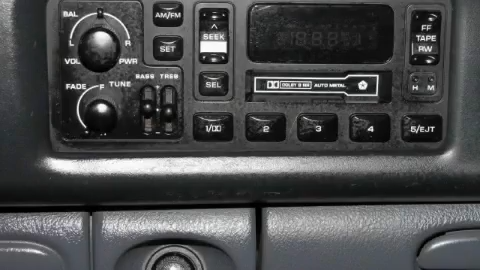 BAL
L R
VOL PWR
FADE F TUNE
AM/FM
SET
BASS TREB
SEEK
SEL
DOLBY B NR AUTO METAL
FF
TAPE
RW
H M
1/
2
3
4
5/EJT